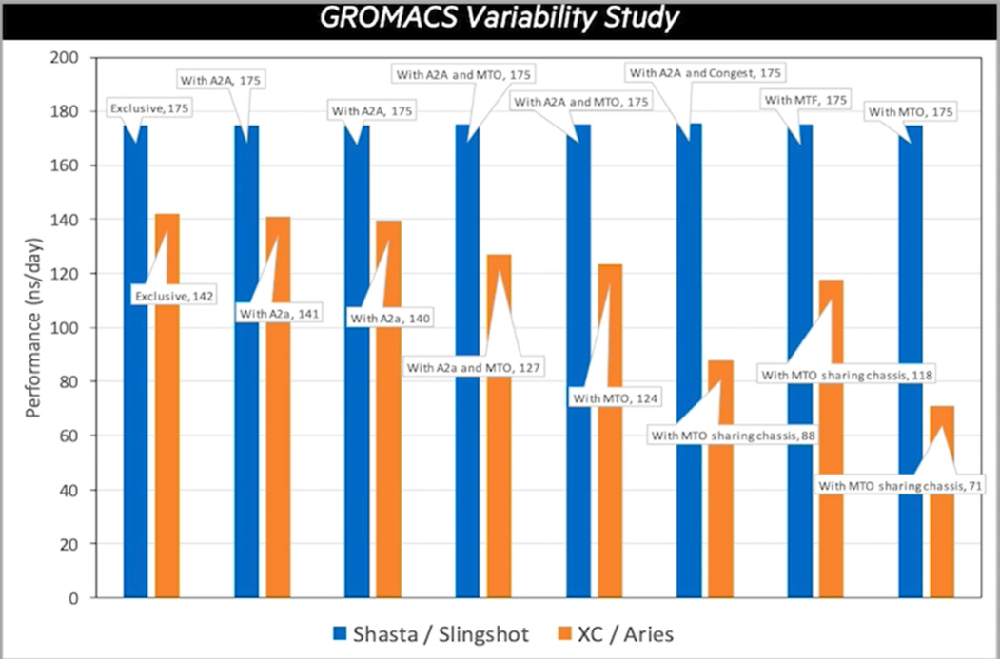 GROMACS Variability Study
200
180
160
140
120
100
80
60
40
20
0
Performance (ns/day)
Exclusive, 175
With A2A, 175
With A2A, 175
With A2A and MTO, 175
With A2A and MTO, 175
With A2A and Congest, 175
With MTF, 175
With MTO, 175
Exclusive, 142
With A2a, 141
With A2a, 140
With A2a and MTO, 127
With MTO, 124
With MTO sharing chassis, 88
With MTO sharing chassis, 118
With MTO sharing chassis, 71
Shasta / Slingshot
XC / Aries